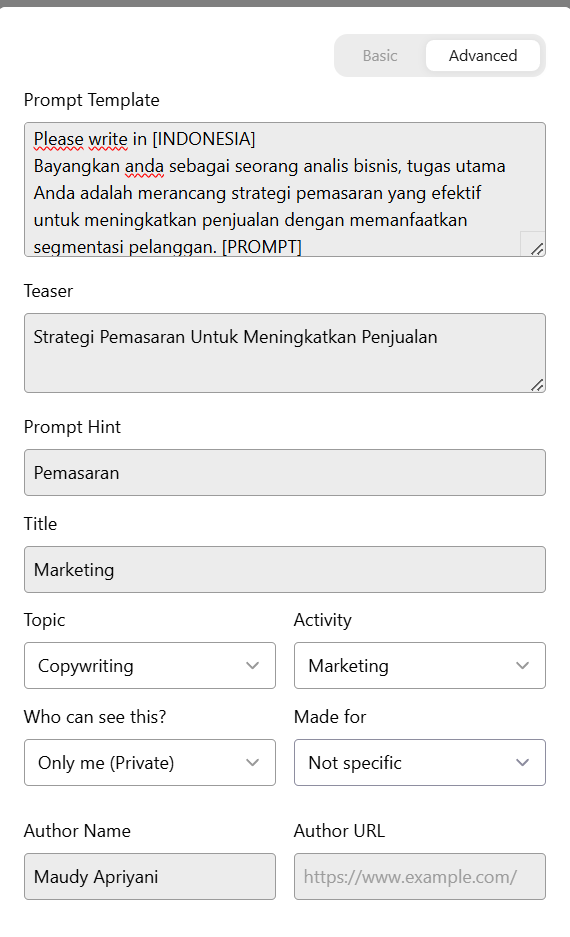 Basic
Advanced
Prompt Template
Please write in [INDONESIA]
Bayangkan anda sebagai seorang analis bisnis, tugas utama
Anda adalah merancang strategi pemasaran yang efektif
untuk meningkatkan penjualan dengan memanfaatkan
segmentasi pelanggan. [PROMPT]
Teaser
Strategi Pemasaran Untuk Meningkatkan Penjualan
Prompt Hint
Pemasaran
Title
Marketing
Topic
Activity
Copywriting
Marketing
Who can see this?
Made for
Only me (Private)
Not specific
Author Name
Author URL
Maudy Apriyani
https://www.example.com/